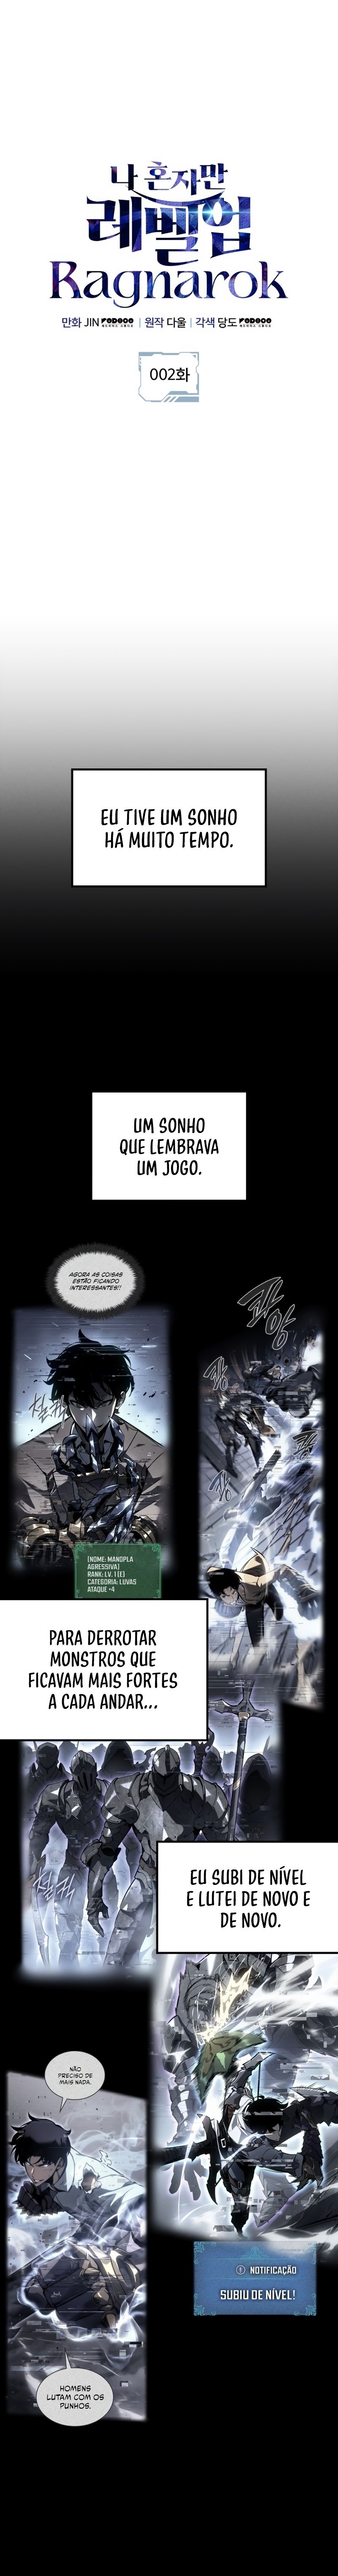 나 혼자만
레벨업
Ragnarok
만화 JIN
원작 다울 | 각색 당도
002화
EU TIVE UM SONHO
HÁ MUITO TEMPO.
UM SONHO
QUE LEMBRAVA
UM JOGO.
AGORA AS COISAS
ESTÃO FICANDO
INTERESSANTES!!
(NOME: MANOPLA
AGRESSIVA)
RANK: LV. 1 (E)
CATEGORIA: LUVAS
ATAQUE +4
PARA DERROTAR
MONSTROS QUE
FICAVAM MAIS FORTES
A CADA ANDAR...
EU SUBI DE NÍVEL
E LUTEI DE NOVO E
DE NOVO.
NÃO
PRECISO DE
MAIS NADA.
NOTIFICAÇÃO
SUBIU DE NÍVEL!
HOMENS
LUTAM COM OS
PUNHOS.